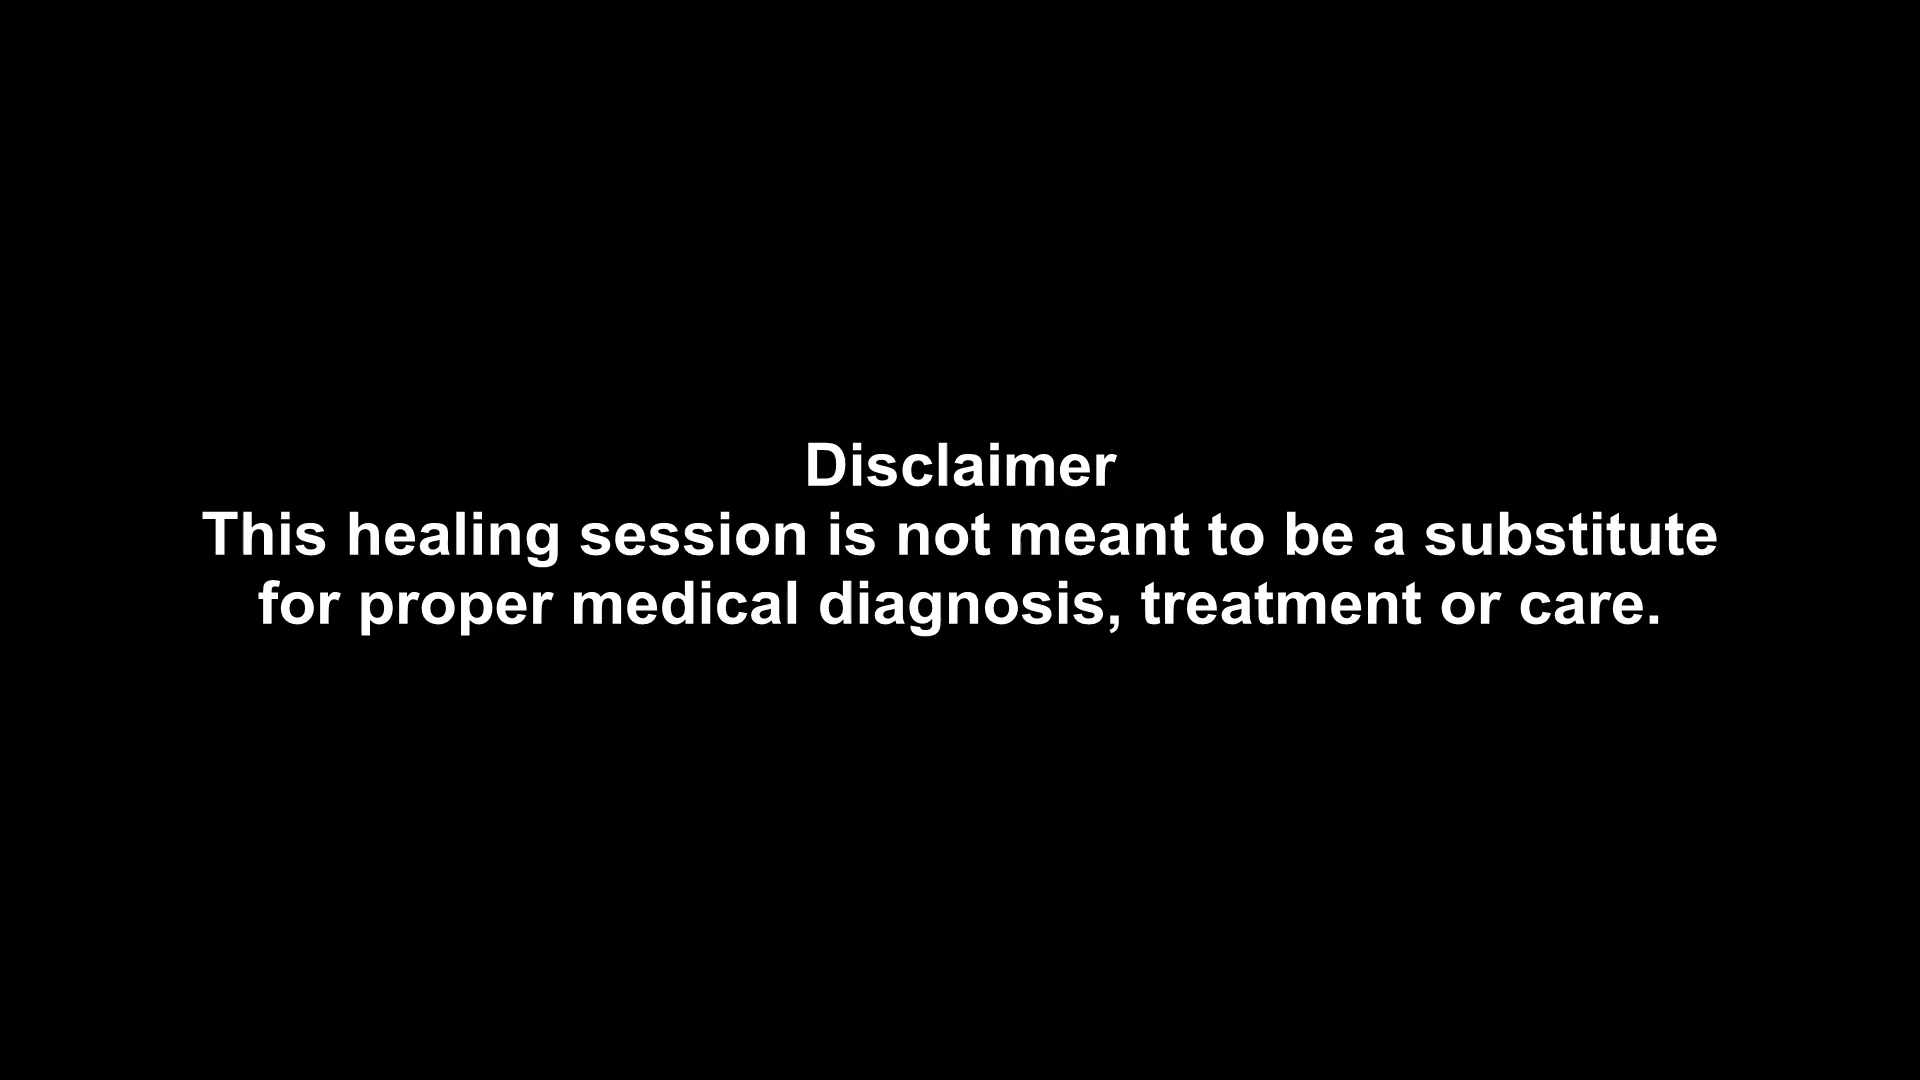 Disclaimer
This healing session is not meant to be a substitute
for proper medical diagnosis, treatment or care.